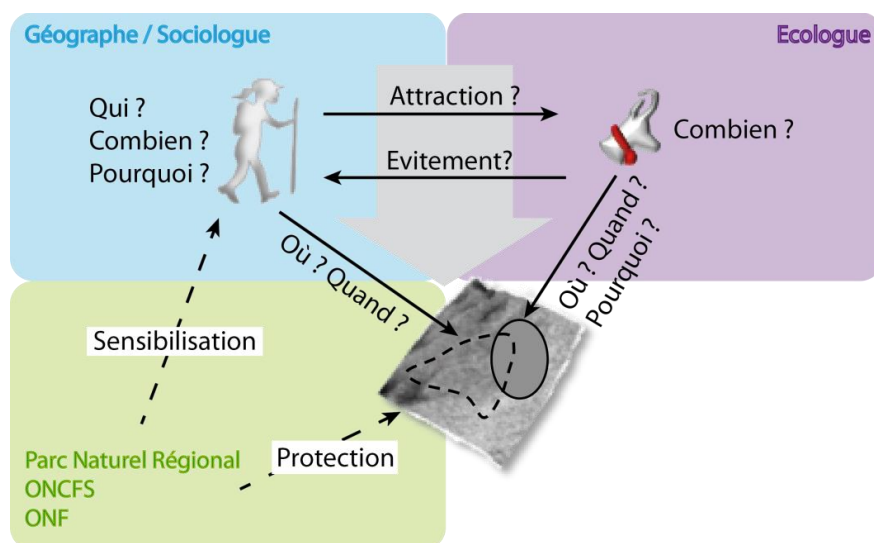 Géographe / Sociologue
Ecologue
Qui ?
Combien ?
Pourquoi ?
Attraction ?
Evitement?
Combien ?
Où ? Quand ?
Où ? Quand ?
Pourquoi ?
Sensibilisation
Protection
Parc Naturel Régional
ONCFS
ONF